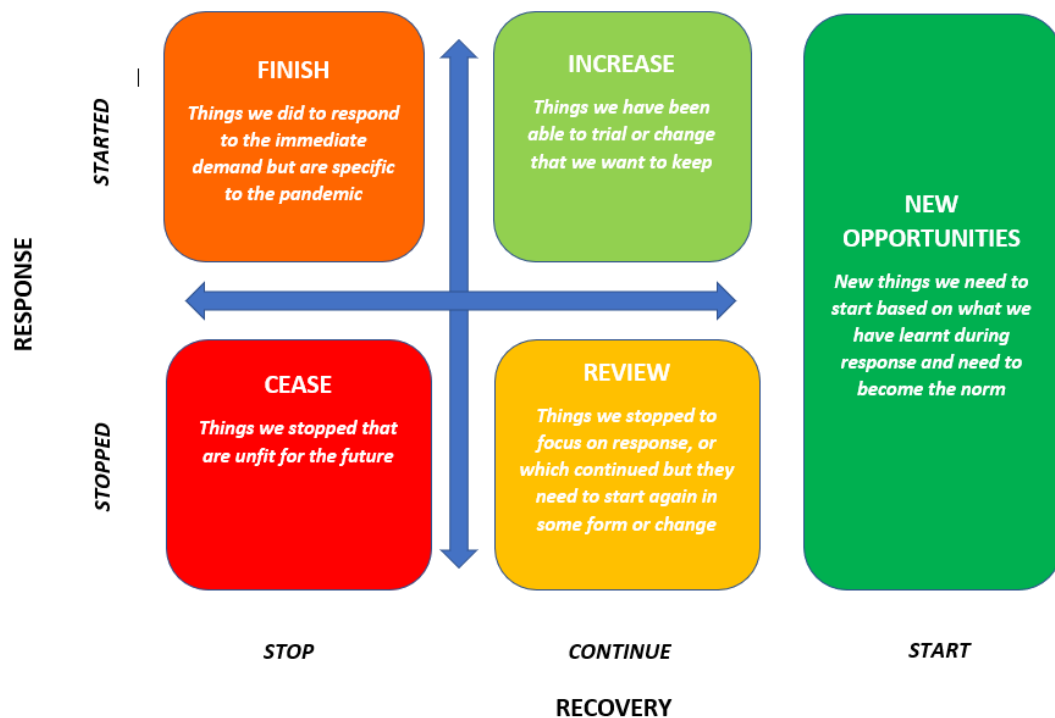 FINISH
Things we did to respond
to the immediate
demand but are specific
to the pandemic
INCREASE
Things we have been
able to trial or change
that we want to keep
NEW
OPPORTUNITIES
New things we need to
start based on what we
have learnt during
response and need to
become the norm
CEASE
Things we stopped that
are unfit for the future
REVIEW
Things we stopped to
focus on response, or
which continued but they
need to start again in
some form or change
RESPONSE
STARTED
STOPPED
STOP
CONTINUE
START
RECOVERY